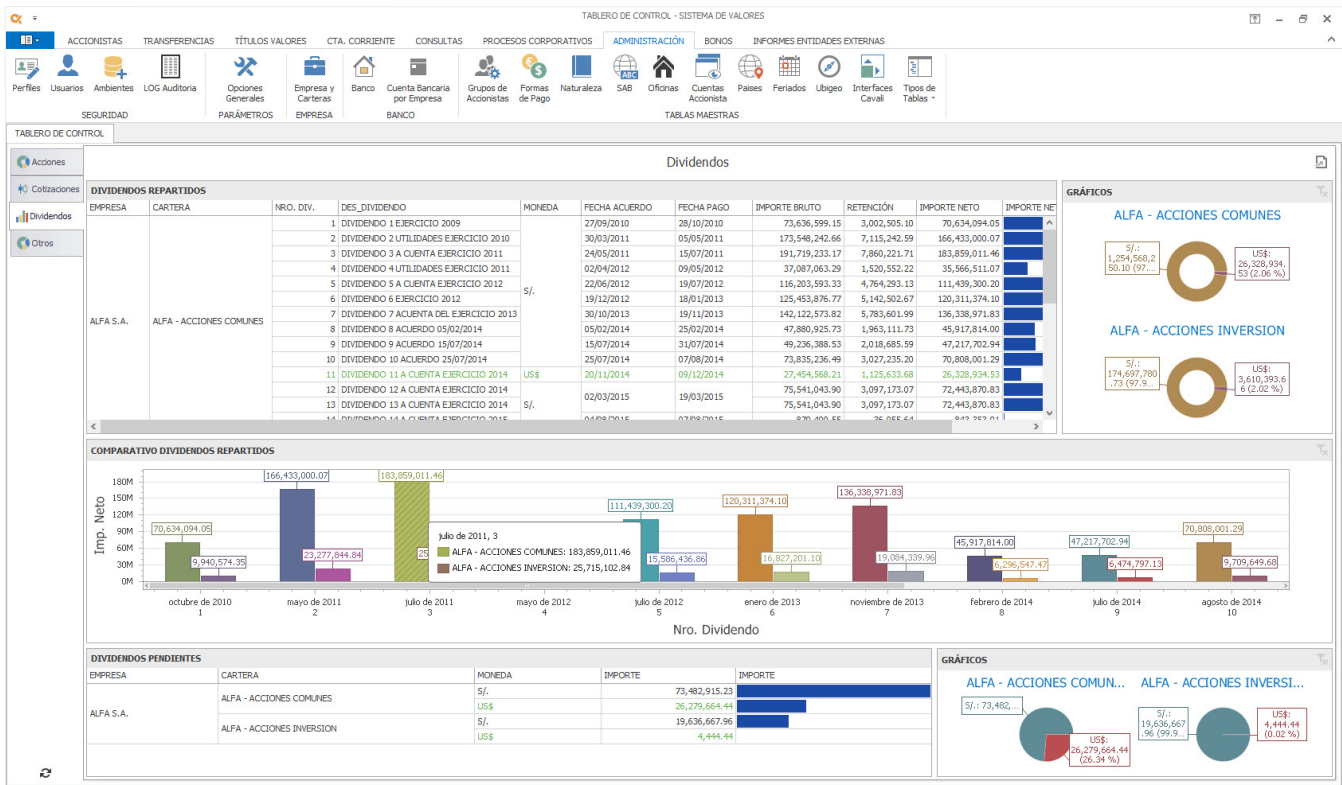 TABLERO DE CONTROL - SISTEMA DE VALORES
ACCIONISTAS TRANSFERENCIAS TÍTULOS VALORES CTA. CORRIENTE CONSULTAS PROCESOS CORPORATIVOS ADMINISTRACIÓN BONOS INFORMES ENTIDADES EXTERNAS
Perfiles Usuarios Ambientes LOG Auditoria Opciones Generales Empresa y Carteras Banco Cuenta Bancaria por Empresa Grupos de Accionistas Formas de Pago Naturaleza ABC SAB Oficinas Cuentas Accionista Paises Feriados Ubigeo Interfaces Cavali Tipos de Tablas
SEGURIDAD PARÁMETROS EMPRESA BANCO TABLAS MAESTRAS
TABLERO DE CONTROL
Acciones
Cotizaciones
Dividendos
Otros
Dividendos
DIVIDENDOS REPARTIDOS
EMPRESA CARTERA NRO. DIV. DES_DIVIDENDO MONEDA FECHA ACUERDO FECHA PAGO IMPORTE BRUTO RETENCIÓN IMPORTE NETO IMPORTE NET
1 DIVIDENDO 1 EJERCICIO 2009 27/09/2010 28/10/2010 73,636,599.15 3,002,505.10 70,634,094.05
2 DIVIDENDO 2 UTILIDADES EJERCICIO 2010 30/03/2011 05/05/2011 173,548,242.66 7,115,242.59 166,433,000.07
3 DIVIDENDO 3 A CUENTA EJERCICIO 2011 24/05/2011 15/07/2011 191,719,233.17 7,860,221.71 183,859,011.46
4 DIVIDENDO 4 UTILIDADES EJERCICIO 2011 02/04/2012 09/05/2012 37,087,063.29 1,520,552.22 35,566,511.07
5 DIVIDENDO 5 A CUENTA EJERCICIO 2012 22/06/2012 19/07/2012 116,203,593.33 4,764,293.13 111,439,300.20
S/.
6 DIVIDENDO 6 EJERCICIO 2012 19/12/2012 18/01/2013 125,453,876.77 5,142,502.67 120,311,374.10
ALFA S.A. ALFA - ACCIONES COMUNES
7 DIVIDENDO 7 ACUENTA DEL EJERCICIO 2013 30/10/2013 19/11/2013 142,122,573.82 5,783,601.99 136,338,971.83
8 DIVIDENDO 8 ACUERDO 05/02/2014 05/02/2014 25/02/2014 47,880,925.73 1,963,111.73 45,917,814.00
9 DIVIDENDO 9 ACUERDO 15/07/2014 15/07/2014 31/07/2014 49,236,388.53 2,018,685.59 47,217,702.94
10 DIVIDENDO 10 ACUERDO 25/07/2014 25/07/2014 07/08/2014 73,835,236.49 3,027,235.20 70,808,001.29
11 DIVIDENDO 11 A CUENTA EJERCICIO 2014 US$ 20/11/2014 09/12/2014 27,454,568.21 1,125,633.68 26,328,934.53
12 DIVIDENDO 12 A CUENTA EJERCICIO 2014 75,541,043.90 3,097,173.07 72,443,870.83
02/03/2015 19/03/2015
13 DIVIDENDO 13 A CUENTA EJERCICIO 2014 S/. 75,541,043.90 3,097,173.07 72,443,870.83
GRÁFICOS
ALFA - ACCIONES COMUNES
S/.: 1,254,568,2 50.10 (97....
US$: 26,328,934. 53 (2.06 %)
ALFA - ACCIONES INVERSION
S/.: 174,697,780 .73 (97.9...
US$: 3,610,393.6 6 (2.02 %)
COMPARATIVO DIVIDENDOS REPARTIDOS
Imp. Neto
180M
150M
120M
90M
60M
30M
0M
70,634,094.05 9,940,574.35
166,433,000.07 23,277,844.84
183,859,011.46 25
julio de 2011, 3
ALFA - ACCIONES COMUNES: 183,859,011.46
ALFA - ACCIONES INVERSION: 25,715,102.84
111,439,300.20 15,586,436.86
120,311,374.10 16,827,201.10
136,338,971.83 19,084,339.96
45,917,814.00 6,296,547.47
47,217,702.94 6,474,797.13
70,808,001.29 9,709,649.68
octubre de 2010 mayo de 2011 julio de 2011 mayo de 2012 julio de 2012 enero de 2013 noviembre de 2013 febrero de 2014 julio de 2014 agosto de 2014
1 2 3 4 5 6 7 8 9 10
Nro. Dividendo
DIVIDENDOS PENDIENTES
EMPRESA CARTERA MONEDA IMPORTE IMPORTE
ALFA S.A.
ALFA - ACCIONES COMUNES
S/. 73,482,915.23
US$ 26,279,664.44
ALFA - ACCIONES INVERSION
S/. 19,636,667.96
US$ 4,444.44
GRÁFICOS
ALFA - ACCIONES COMUN... ALFA - ACCIONES INVERSI...
S/.: 73,482,...
US$: 26,279,664.44 (26.34 %)
S/.: 19,636,667 .96 (99.9...
US$: 4,444.44 (0.02 %)